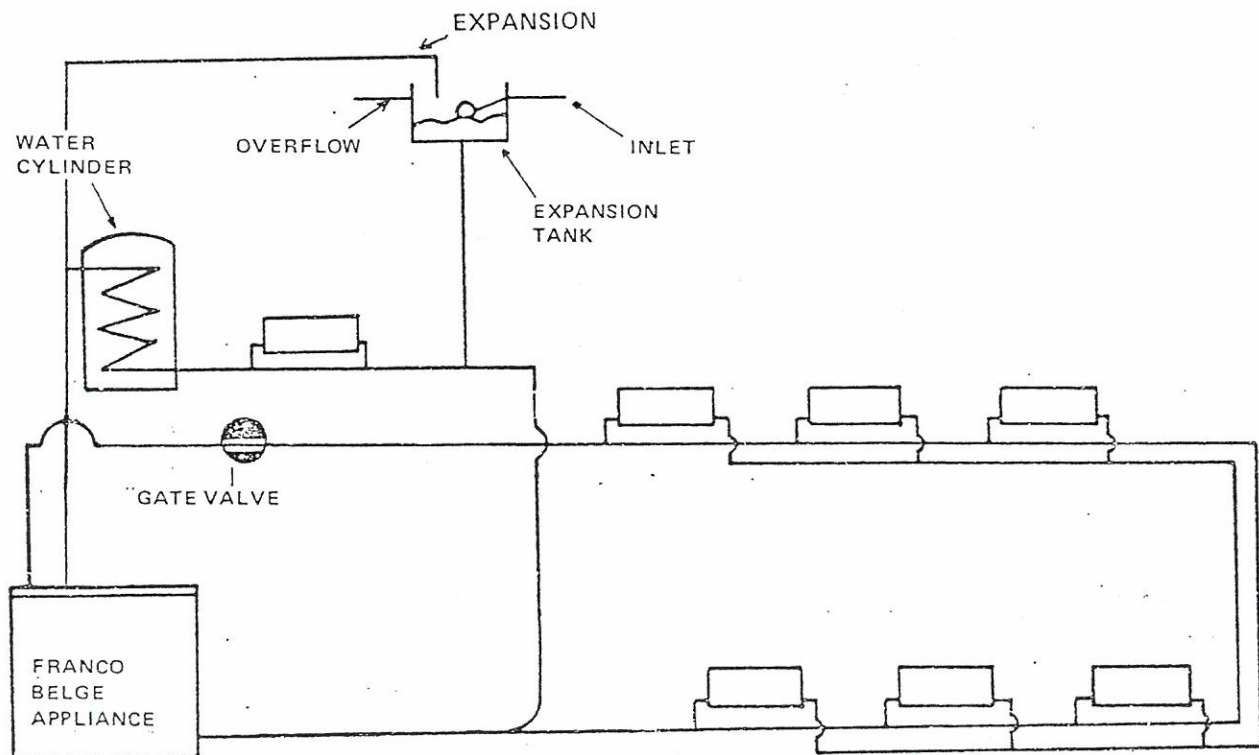 EXPANSION
OVERFLOW
INLET
WATER
CYLINDER
EXPANSION
TANK
GATE VALVE
FRANCO
BELGE
APPLIANCE